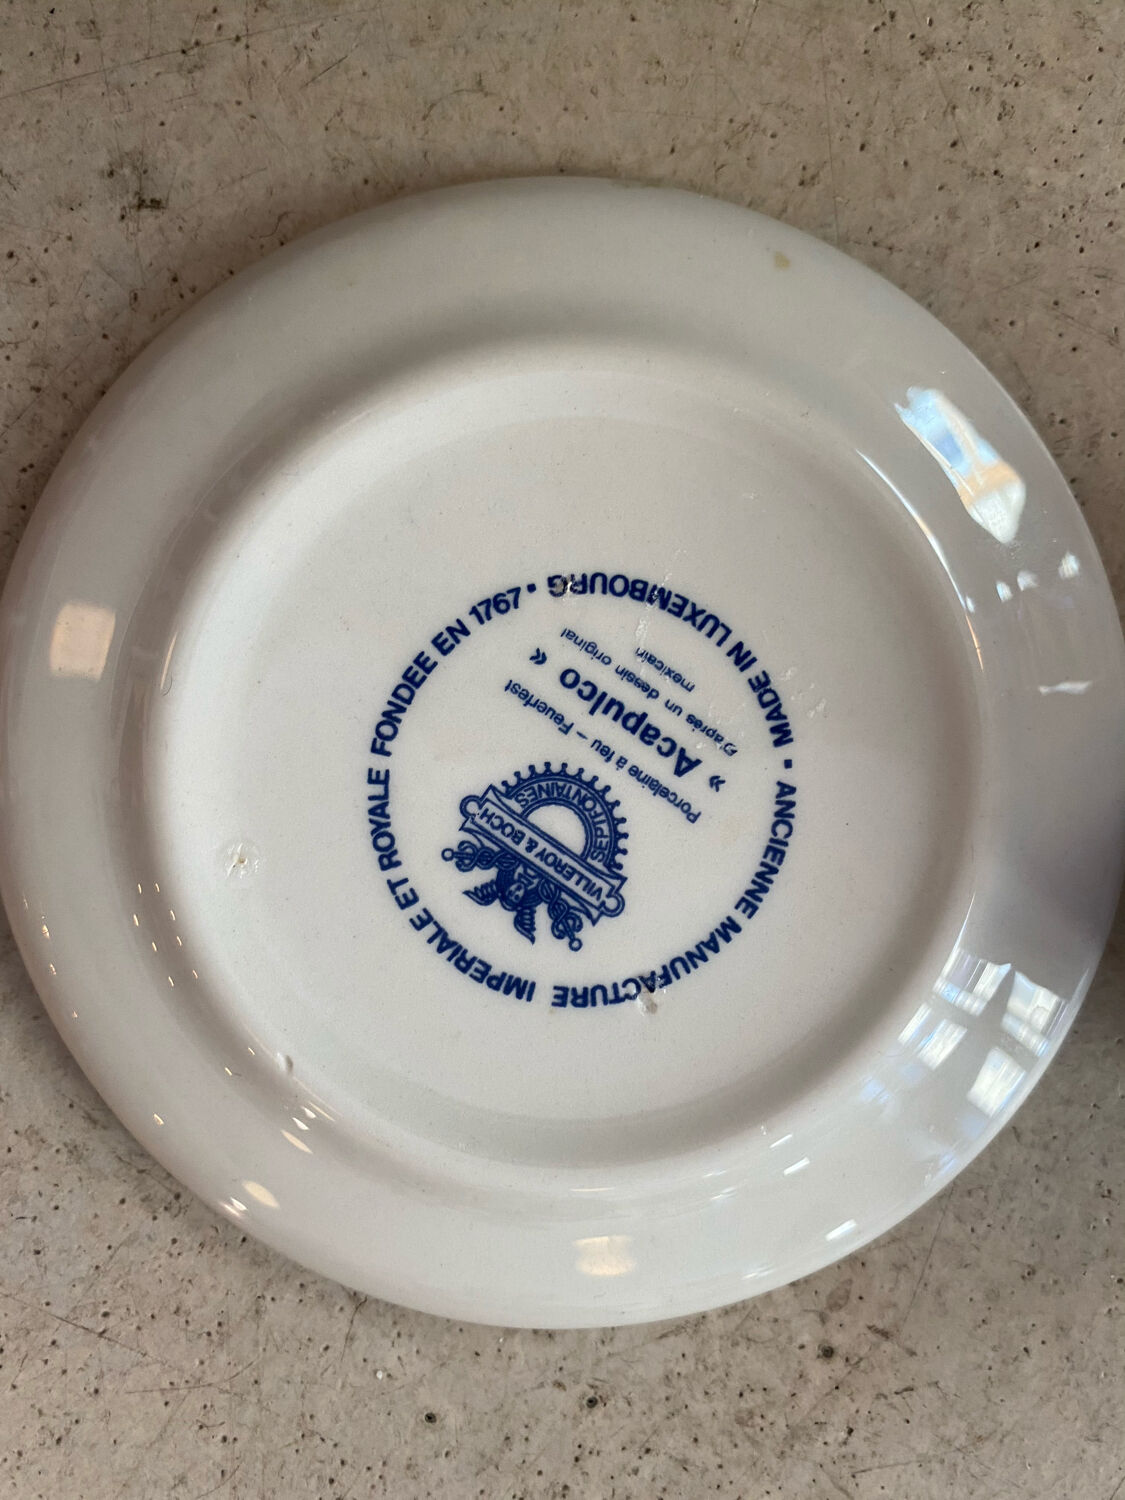 ANCIENNE MANUFACTURE IMPERIALE ET ROYALE FONDEE EN 1767 · MADE IN LUXEMBOURG ·
VILLEROY & BOCH
SEPTFONTAINES
Porcelaine à feu – Feuerfest
» Acapulco «
D'après un dessin original
mexicain